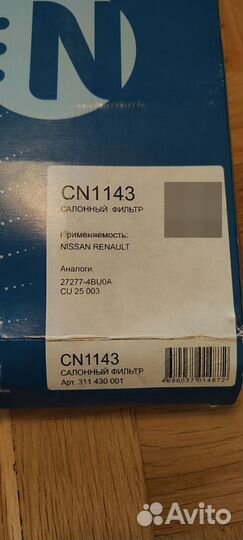 N
CN1143
САЛОННЫЙ ФИЛЬТР
Применяемость:
NISSAN RENAULT
Аналоги:
27277-4BU0A
CU 25 003
CN1143
САЛОННЫЙ ФИЛЬТР
Арт. 311 430 001
4680037014872
Avito